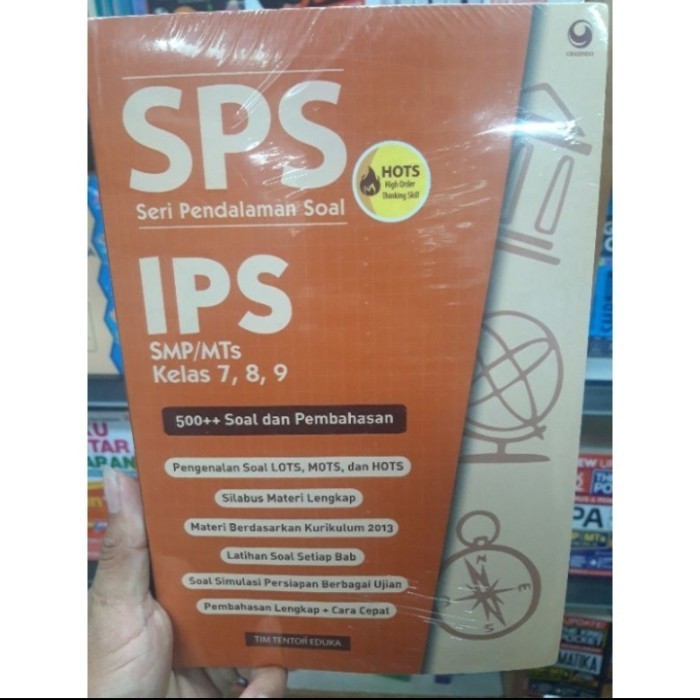 SPS
Seri Pendalaman Soal
HOTS
High Order
Thinking Skill
IPS
SMP/MTs
Kelas 7, 8, 9
500++ Soal dan Pembahasan
Pengenalan Soal LOTS, MOTS, dan HOTS
Silabus Materi Lengkap
Materi Berdasarkan Kurikulum 2013
Latihan Soal Setiap Bab
Soal Simulasi Persiapan Berbagai Ujian
Pembahasan Lengkap + Cara Cepat
TIM TENTOR EDUKA
N
E
S
TAR